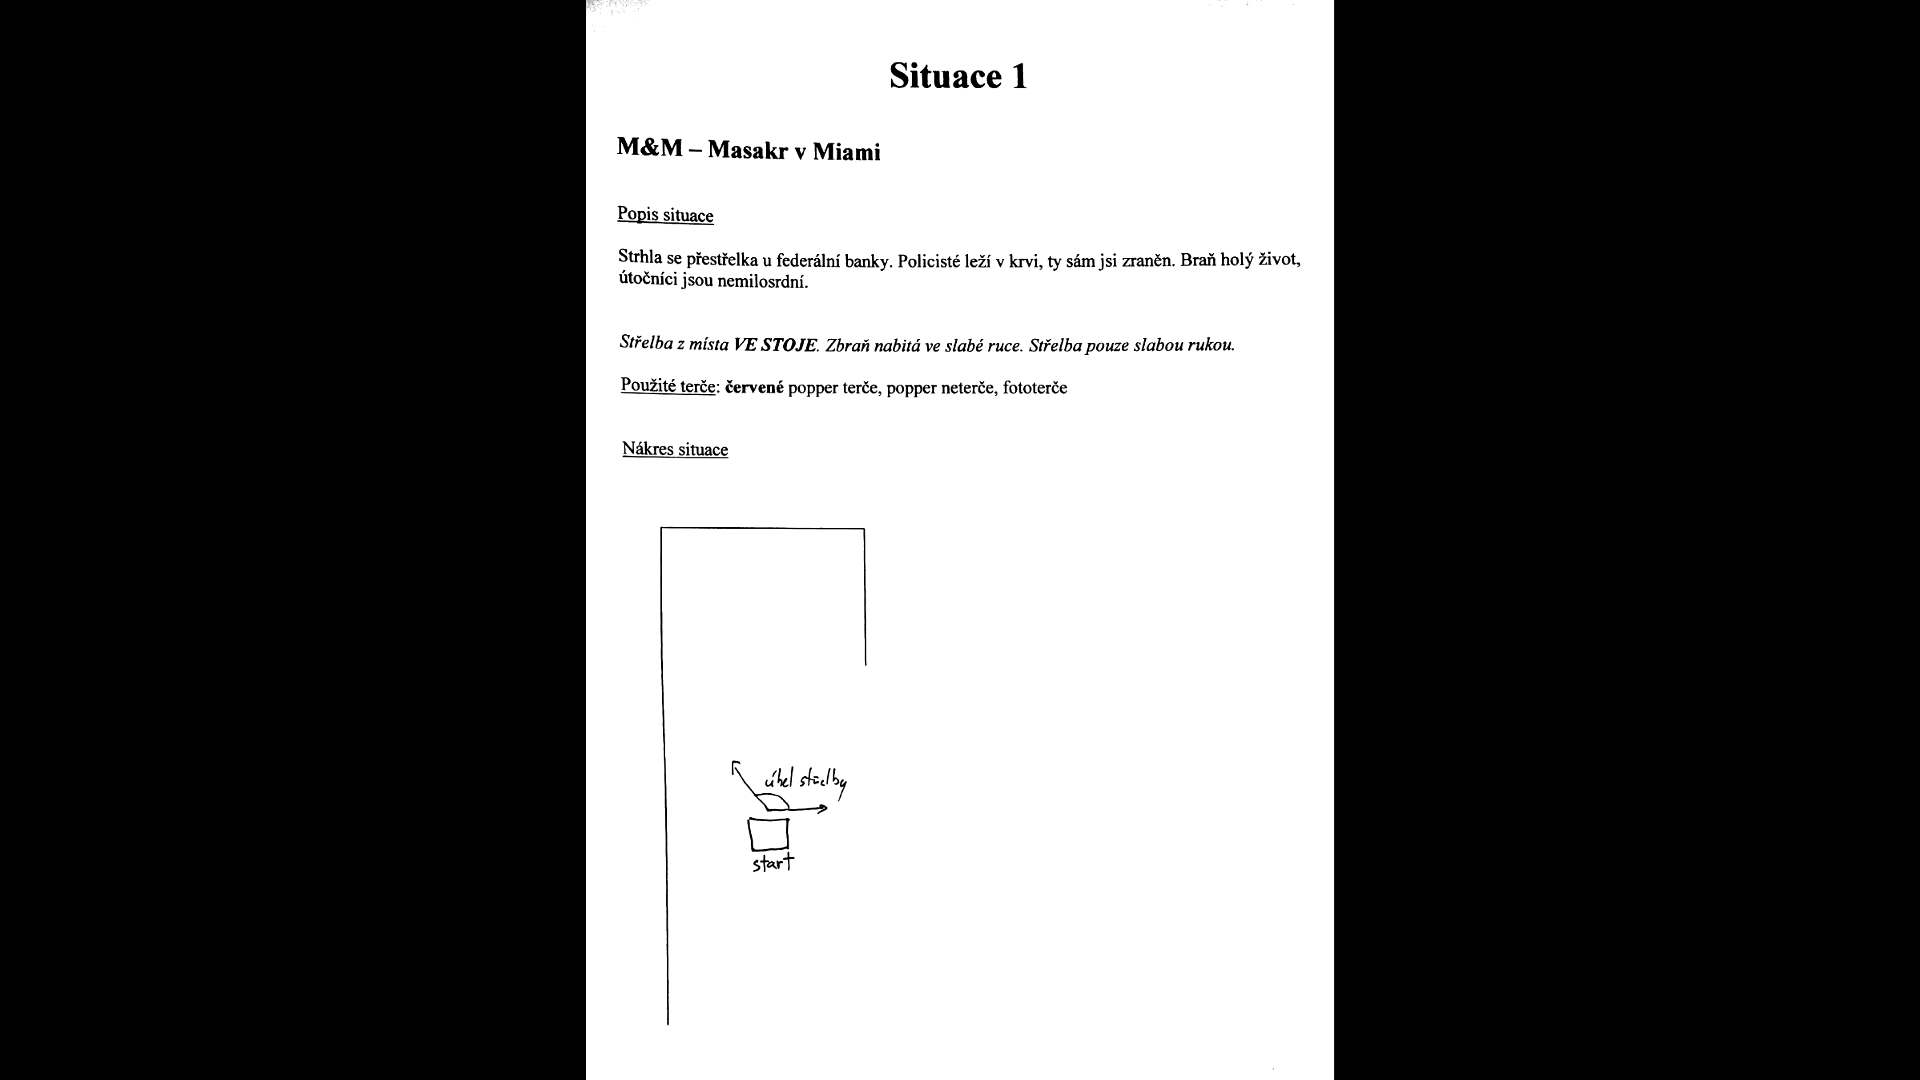 Situace 1
M&M – Masakr v Miami
Popis situace
Strhla se přestřelka u federální banky. Policisté leží v krvi, ty sám jsi zraněn. Braň holý život,
útočníci jsou nemilosrdní.
Střelba z místa VE STOJE. Zbraň nabitá ve slabé ruce. Střelba pouze slabou rukou.
Použité terče: červené popper terče, popper neterče, fototerče
Nákres situace
úhel střelby
start